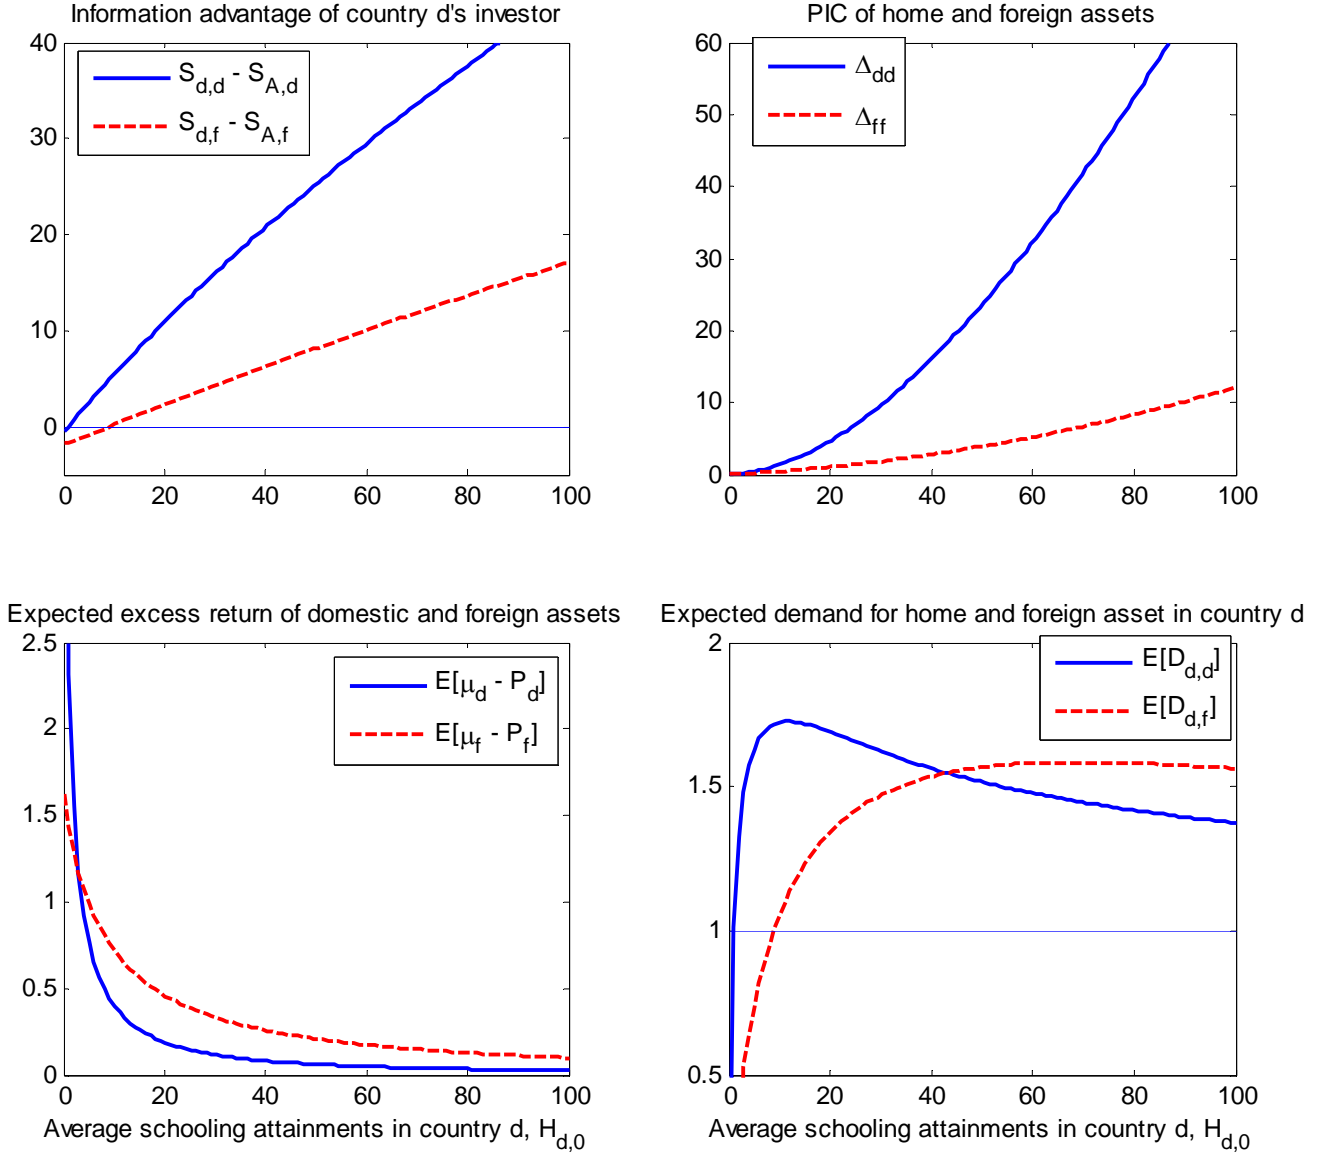 Information advantage of country d's investor
40
30
20
10
0
S_{d,d} - S_{A,d}
S_{d,f} - S_{A,f}
0 20 40 60 80 100
PIC of home and foreign assets
60
50
40
30
20
10
0
Δ_{dd}
Δ_{ff}
0 20 40 60 80 100
Expected excess return of domestic and foreign assets
2.5
2
1.5
1
0.5
0
E[μ_d - P_d]
E[μ_f - P_f]
0 20 40 60 80 100
Average schooling attainments in country d, H_{d,0}
Expected demand for home and foreign asset in country d
2
1.5
1
0.5
E[D_{d,d}]
E[D_{d,f}]
0 20 40 60 80 100
Average schooling attainments in country d, H_{d,0}